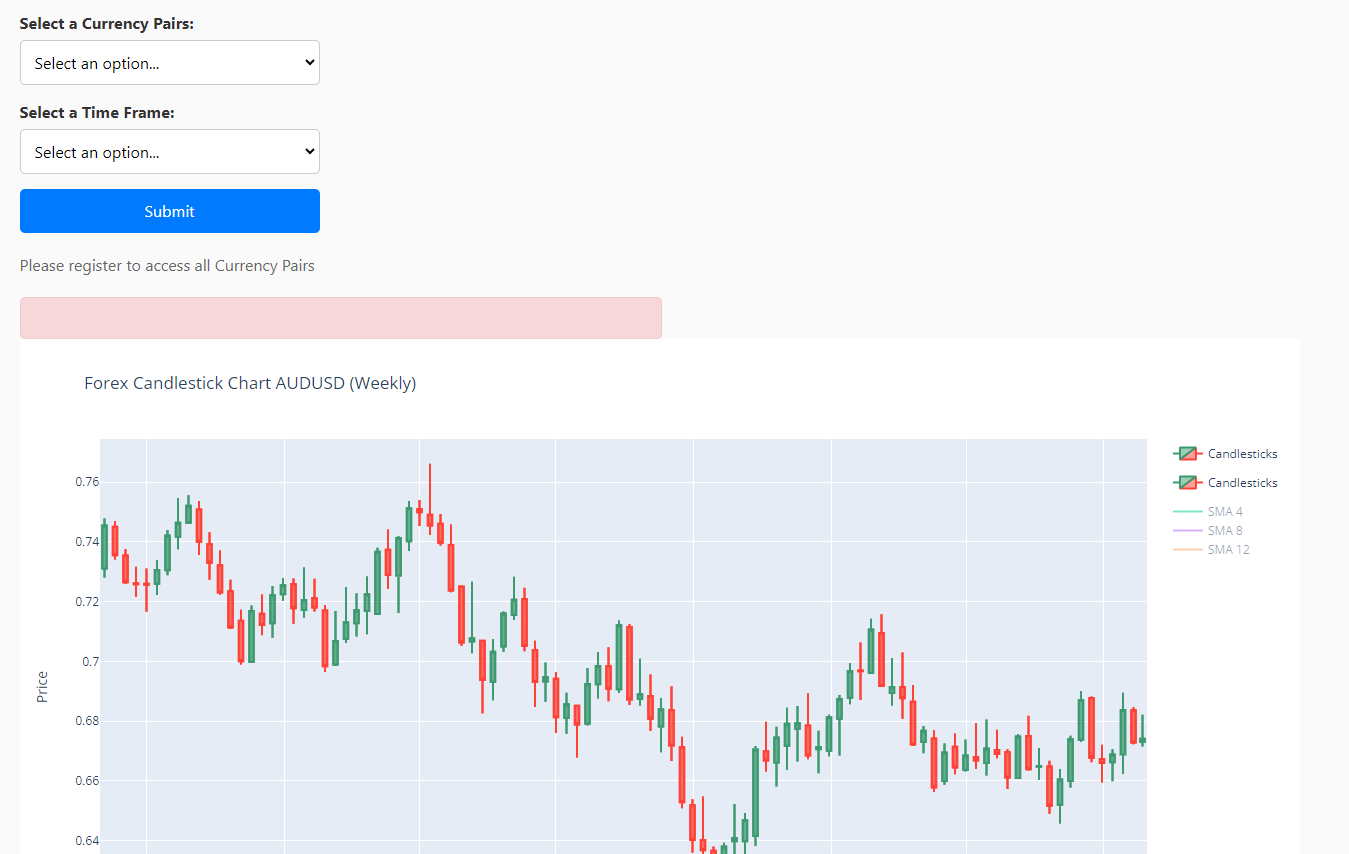 Select a Currency Pairs:
Select an option...
Select a Time Frame:
Select an option...
Submit
Please register to access all Currency Pairs
Forex Candlestick Chart AUDUSD (Weekly)
Candlesticks
Candlesticks
SMA 4
SMA 8
SMA 12
0.76
0.74
0.72
0.7
0.68
0.66
0.64
Price